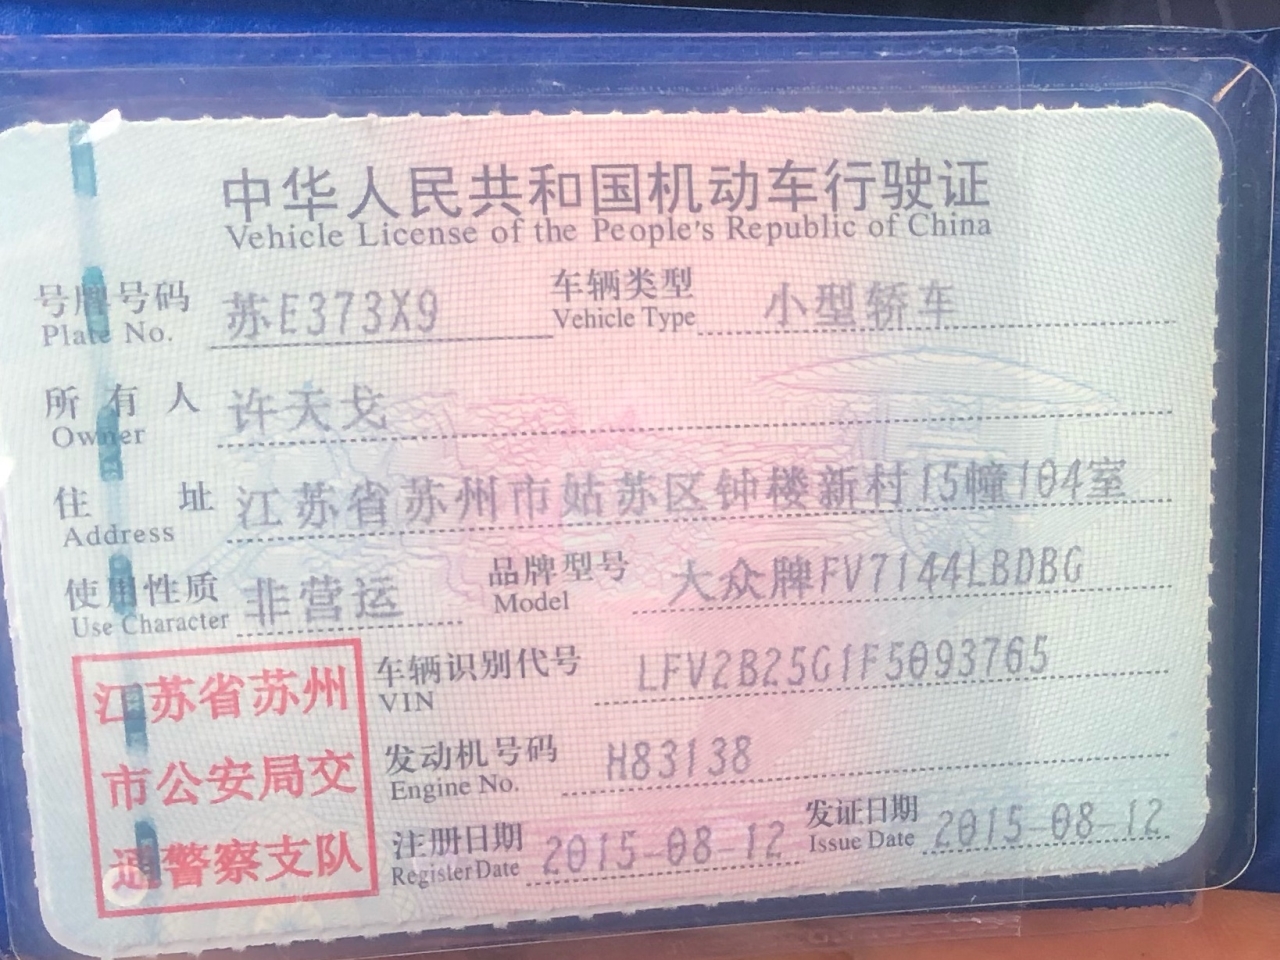 中华人民共和国机动车行驶证
Vehicle License of the People's Republic of China
号牌号码 苏E373X9 车辆类型 小型轿车
Plate No. Vehicle Type
所有人 许天戈
Owner
住址 江苏省苏州市姑苏区钟楼新村15幢104室
Address
使用性质 非营运 品牌型号 大众牌FV7144LBDBG
Use Character Model
江苏省苏州
市公安局交
通警察支队
车辆识别代号 LFV2B25G1F5093765
VIN
发动机号码 H83138
Engine No.
注册日期 2015-08-12 发证日期 2015-08-12
Register Date Issue Date